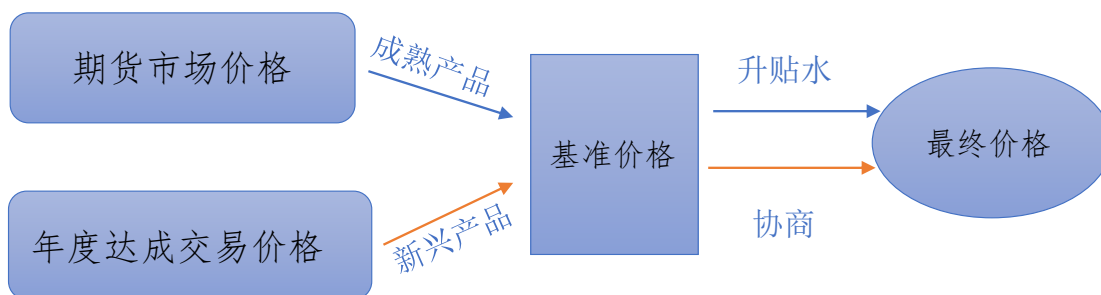 期货市场价格
成熟产品
年度达成交易价格
新兴产品
基准价格
升贴水
协商
最终价格